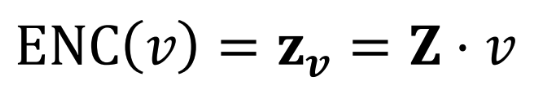 ENC(𝑣) = 𝐳𝒗 = 𝐙 ⋅ 𝑣